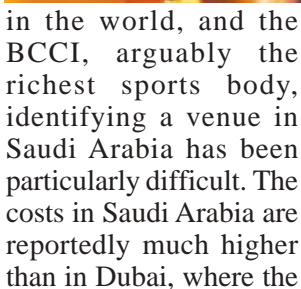 in the world, and the
BCCI, arguably the
richest sports body,
identifying a venue in
Saudi Arabia has been
particularly difficult. The
costs in Saudi Arabia are
reportedly much higher
than in Dubai, where the